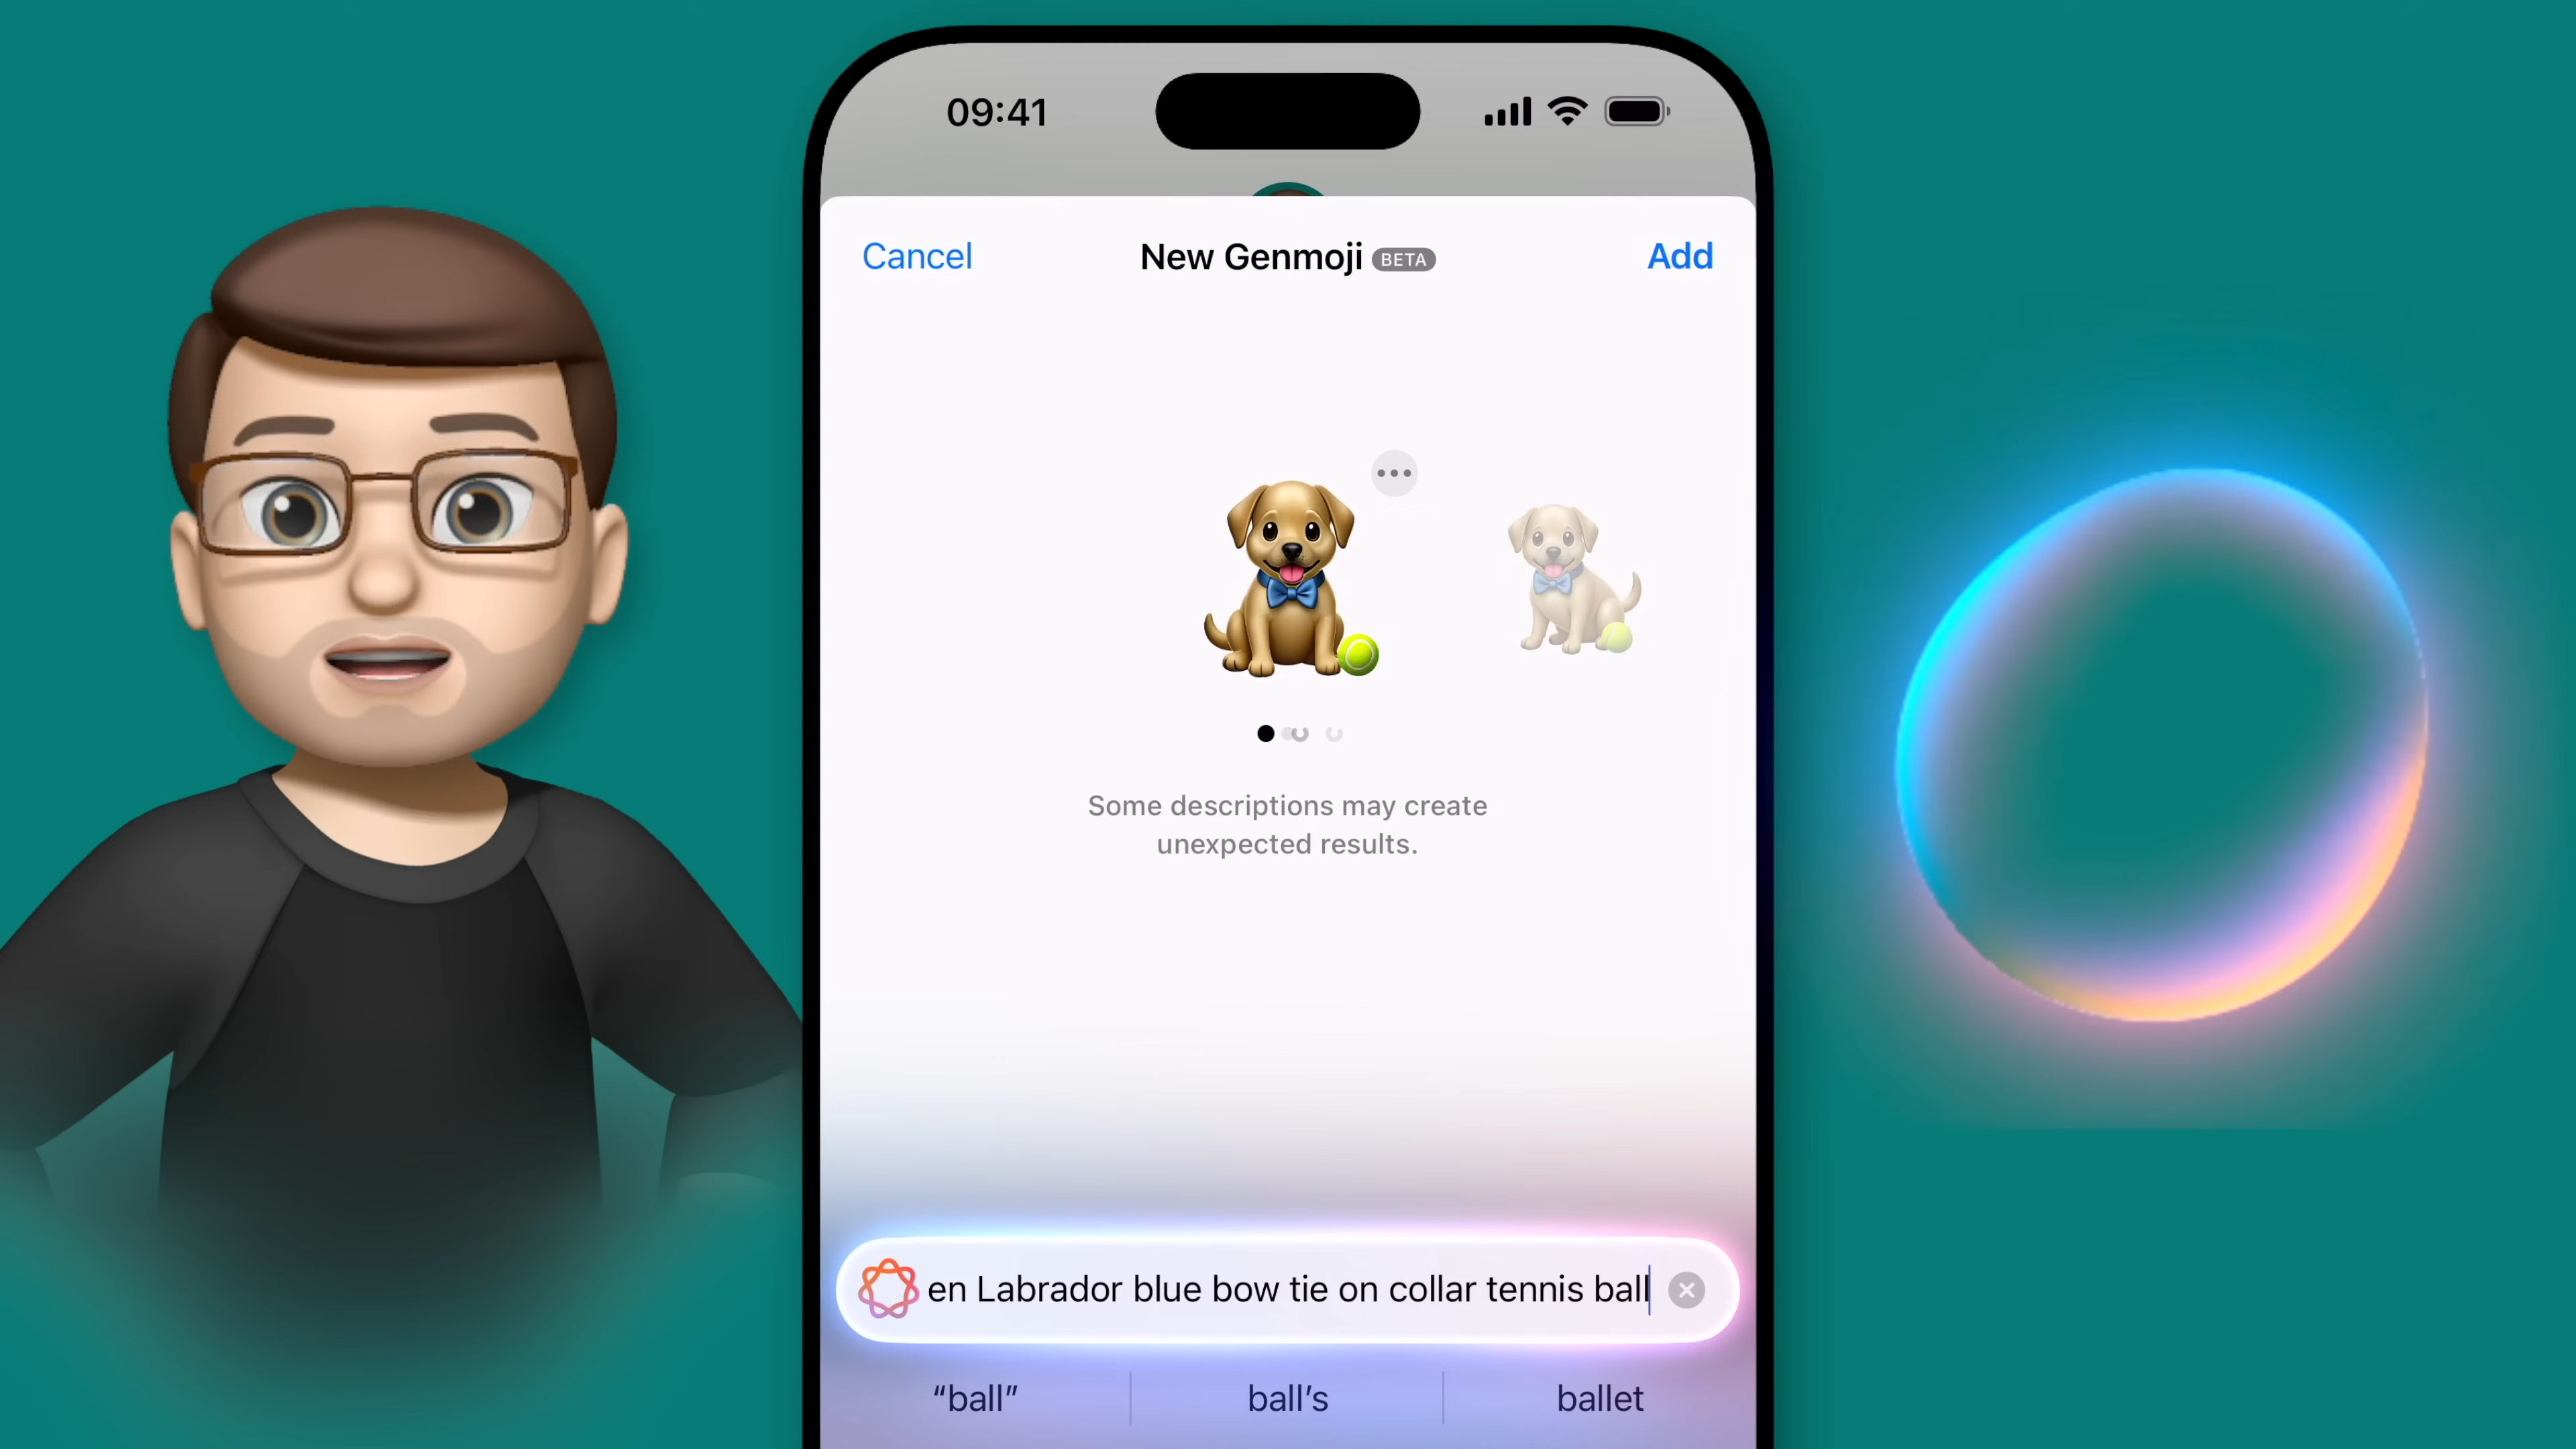 09:41
Cancel
New Genmoji BETA
Add
Some descriptions may create
unexpected results.
en Labrador blue bow tie on collar tennis ball
“ball”
ball’s
ballet